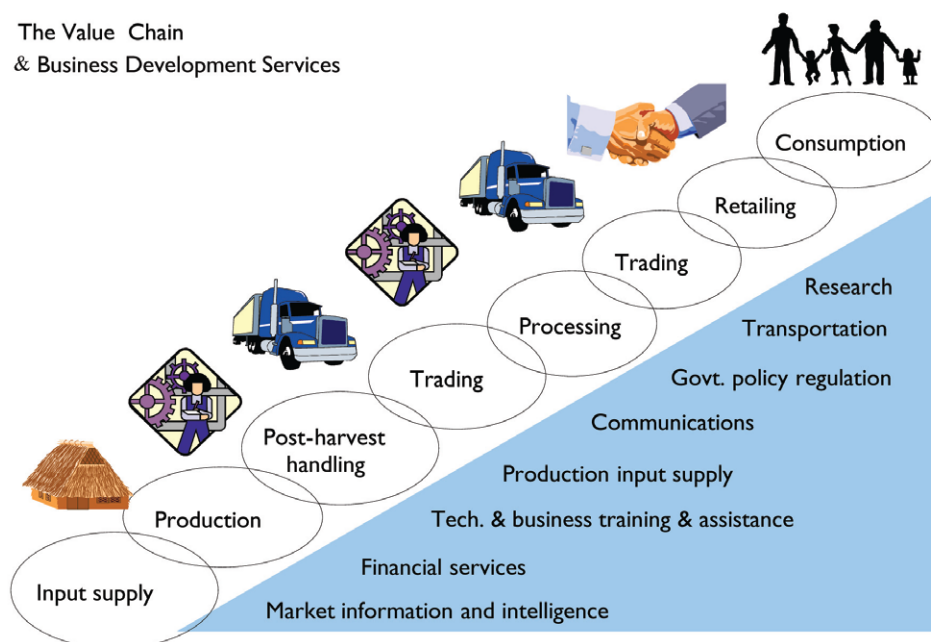 The Value Chain
& Business Development Services
Consumption
Retailing
Trading
Processing
Trading
Post-harvest
handling
Production
Input supply
Research
Transportation
Govt. policy regulation
Communications
Production input supply
Tech. & business training & assistance
Financial services
Market information and intelligence